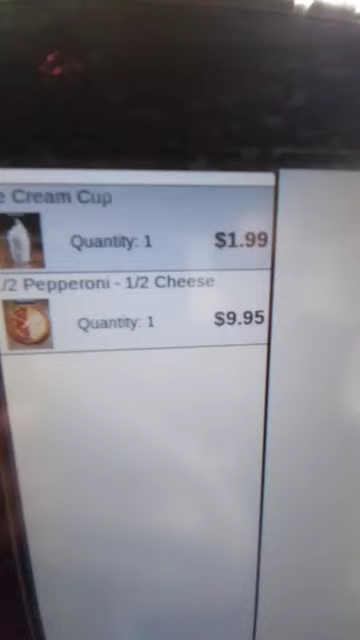 e Cream Cup
Quantity: 1 $1.99
/2 Pepperoni - 1/2 Cheese
Quantity: 1 $9.95